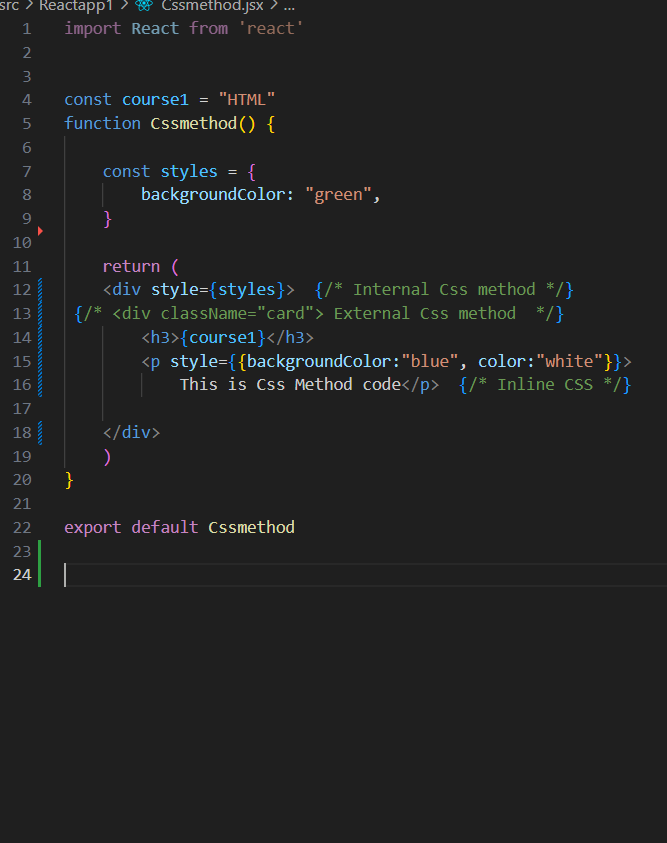 src > Reactapp1 > Cssmethod.jsx > ...
1 import React from 'react'
2
3
4 const course1 = "HTML"
5 function Cssmethod() {
6
7     const styles = {
8         backgroundColor: "green",
9     }
10
11     return (
12     <div style={styles}>  {/* Internal Css method */}
13  {/* <div className="card"> External Css method  */}
14         <h3>{course1}</h3>
15         <p style={{backgroundColor:"blue", color:"white"}}>
16             This is Css Method code</p>  {/* Inline CSS */}
17
18     </div>
19     )
20 }
21
22 export default Cssmethod
23
24